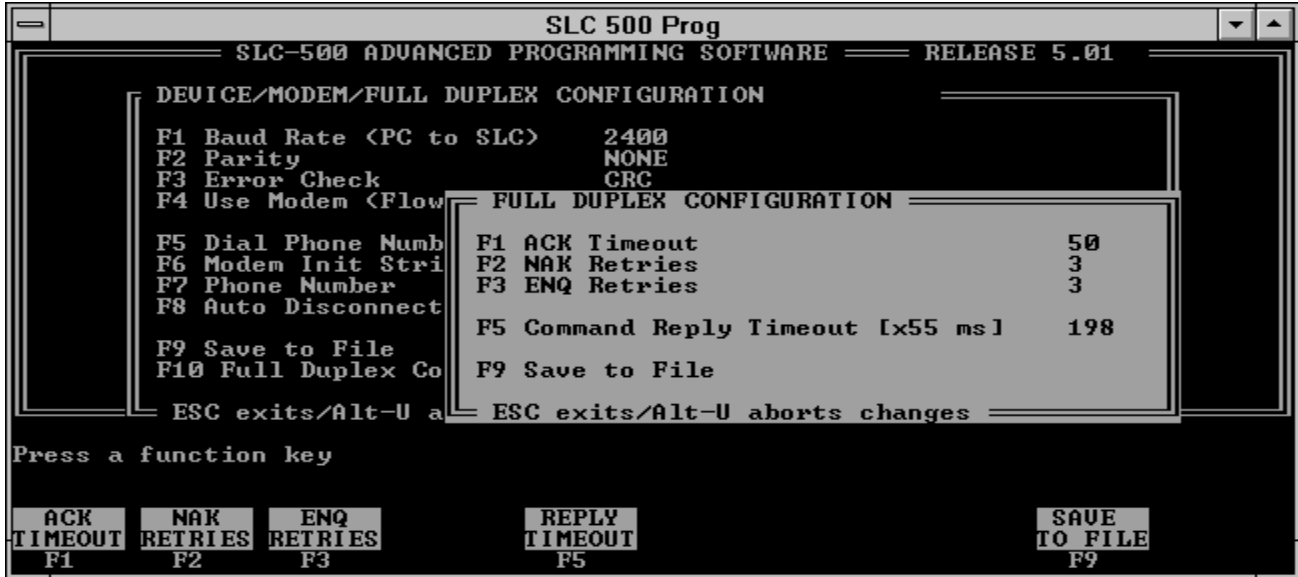 SLC 500 Prog
SLC-500 ADVANCED PROGRAMMING SOFTWARE RELEASE 5.01
DEVICE/MODEM/FULL DUPLEX CONFIGURATION
F1 Baud Rate (PC to SLC) 2400
F2 Parity NONE
F3 Error Check CRC
F4 Use Modem (Flow
F5 Dial Phone Numb
F6 Modem Init Stri
F7 Phone Number
F8 Auto Disconnect
F9 Save to File
F10 Full Duplex Co
ESC exits/Alt-U a
FULL DUPLEX CONFIGURATION
F1 ACK Timeout 50
F2 NAK Retries 3
F3 ENQ Retries 3
F5 Command Reply Timeout [x55 ms] 198
F9 Save to File
ESC exits/Alt-U aborts changes
Press a function key
ACK TIMEOUT F1
NAK RETRIES F2
ENQ RETRIES F3
REPLY TIMEOUT F5
SAVE TO FILE F9